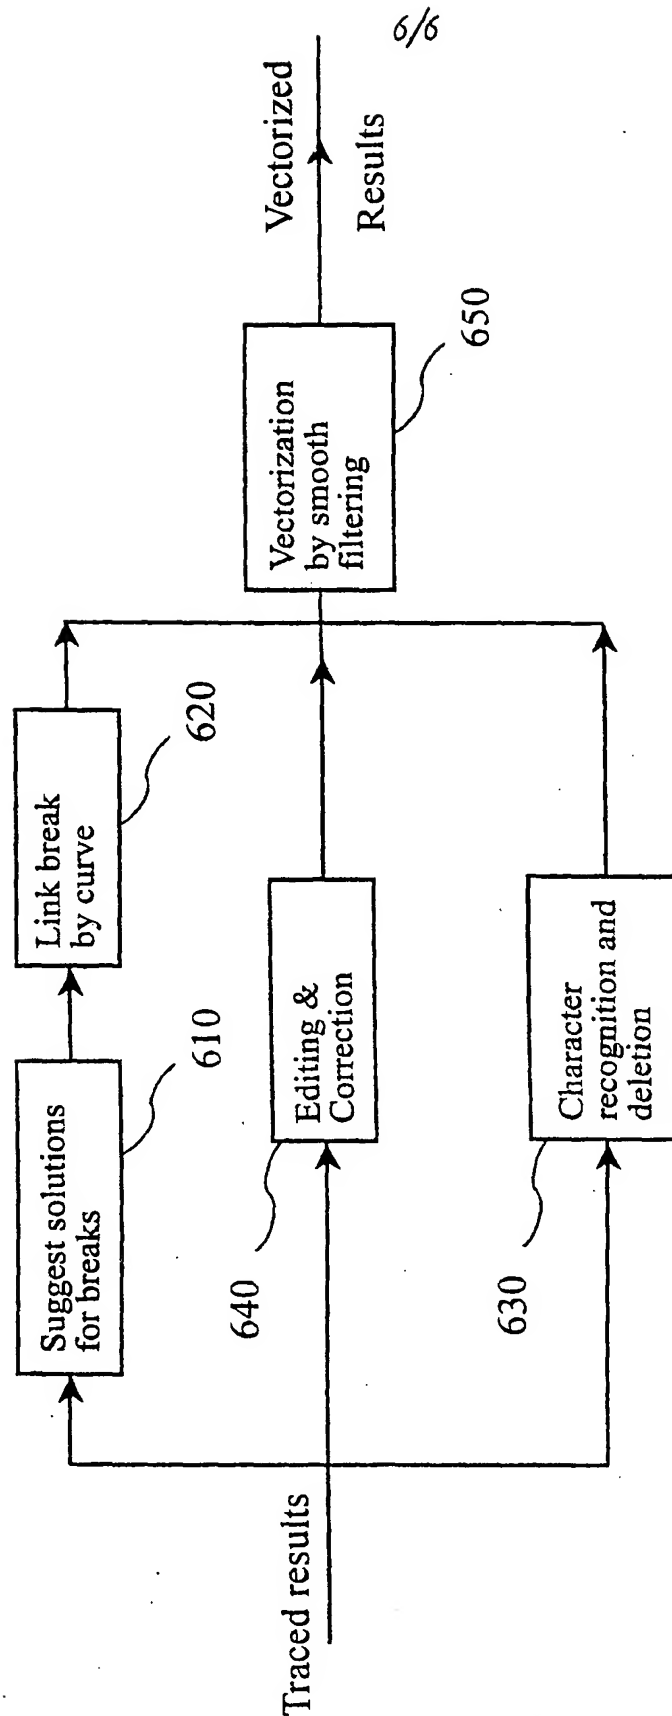 6/6
Traced results
Suggest solutions
for breaks
610
Link break
by curve
620
Editing &
Correction
640
Character
recognition and
deletion
630
Vectorization
by smooth
filtering
650
Vectorized
Results